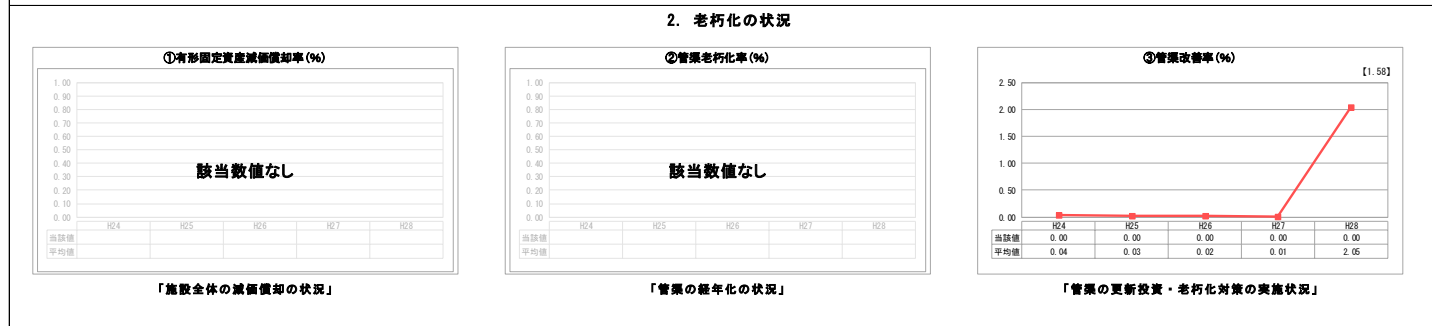 2. 老朽化の状況
①有形固定資産減価償却率(%)
1.00
0.90
0.80
0.70
0.60
0.50
0.40
0.30
0.20
0.10
0.00
該当数値なし
H24 H25 H26 H27 H28
当該値
平均値
「施設全体の減価償却の状況」
②管渠老朽化率(%)
1.00
0.90
0.80
0.70
0.60
0.50
0.40
0.30
0.20
0.10
0.00
該当数値なし
H24 H25 H26 H27 H28
当該値
平均値
「管渠の経年化の状況」
③管渠改善率(%)
【1.58】
2.50
2.00
1.50
1.00
0.50
0.00
H24 H25 H26 H27 H28
当該値 0.00 0.00 0.00 0.00 0.00
平均値 0.04 0.03 0.02 0.01 2.05
「管渠の更新投資・老朽化対策の実施状況」